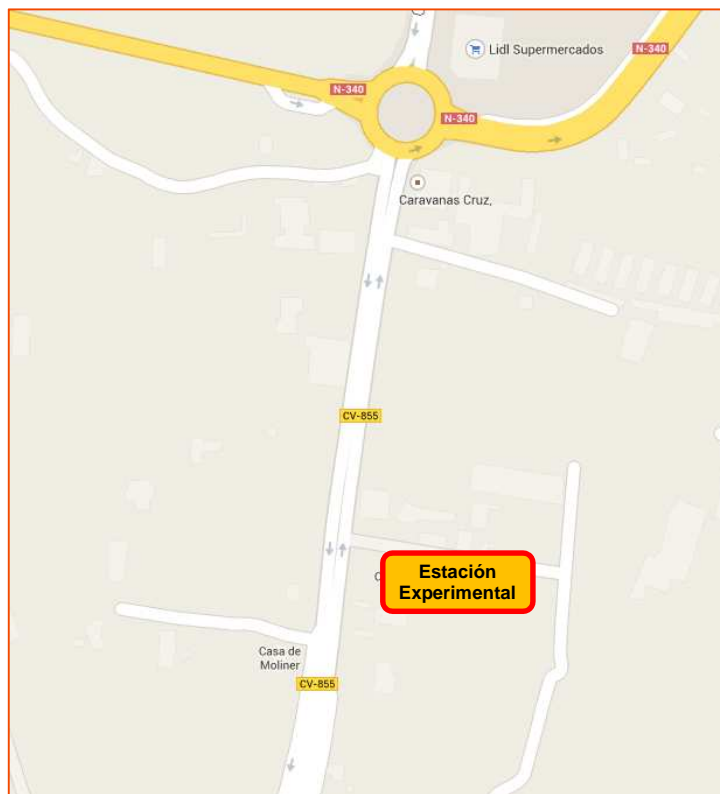 Lidl Supermercados
N-340
N-340
N-340
Caravanas Cruz,
CV-855
Estación
Experimental
Casa de
Moliner
CV-855